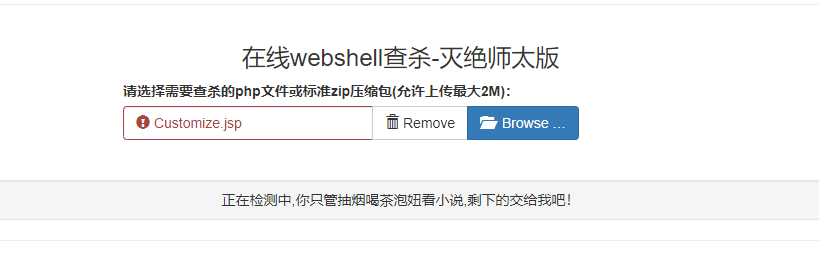 在线webshell查杀-灭绝师太版
请选择需要查杀的php文件或标准zip压缩包(允许上传最大2M)：
Customize.jsp Remove Browse ...
正在检测中,你只管抽烟喝茶泡妞看小说,剩下的交给我吧！